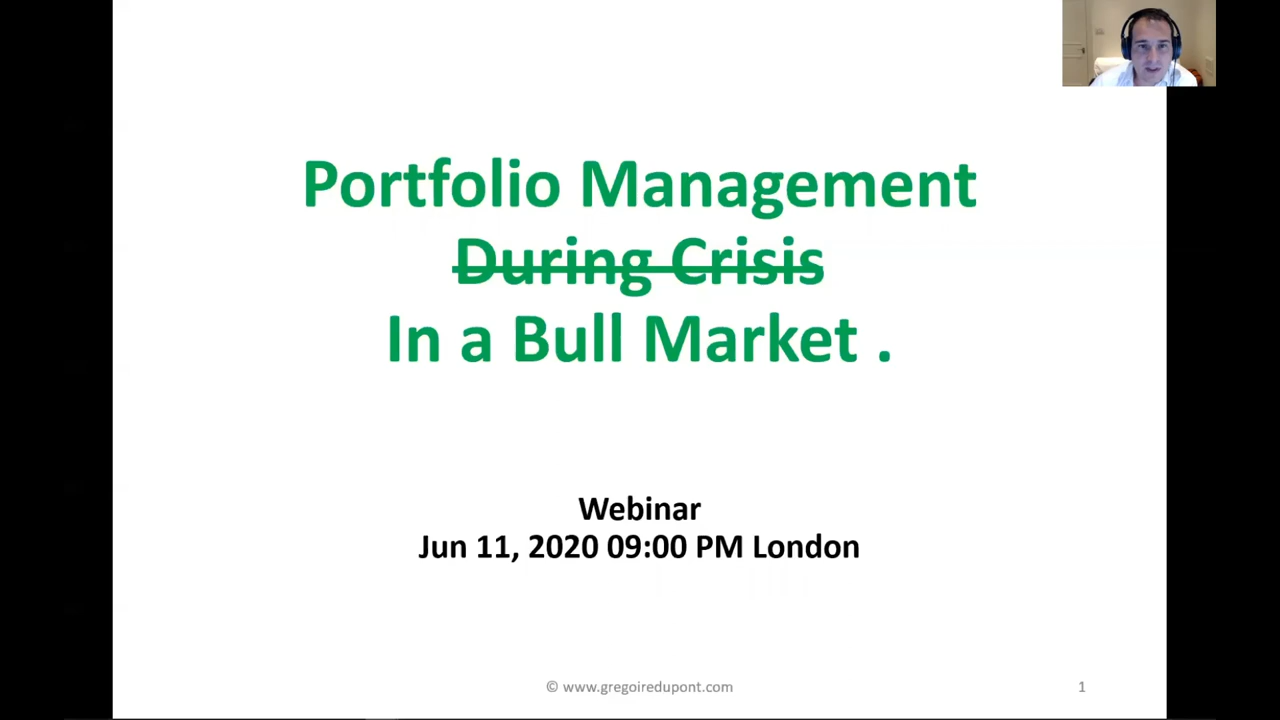 Portfolio Management
During Crisis
In a Bull Market .
Webinar
Jun 11, 2020 09:00 PM London
© www.gregoiredupont.com
1